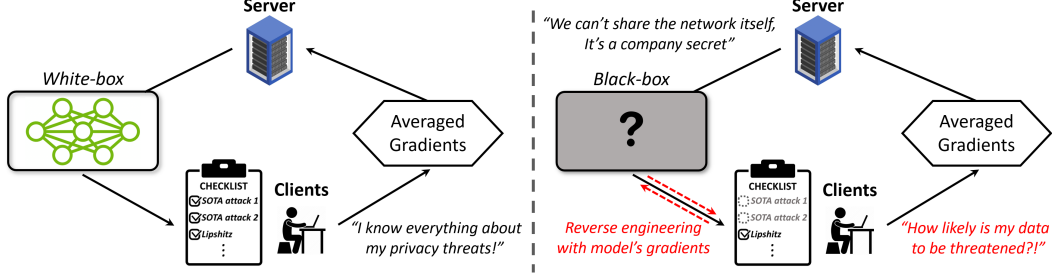 Server
White-box
Averaged
Gradients
CHECKLIST
SOTA attack 1
SOTA attack 2
Lipshitz
Clients
“I know everything about
my privacy threats!”
“We can’t share the network itself,
It’s a company secret”
Server
Black-box
?
Averaged
Gradients
CHECKLIST
SOTA attack 1
SOTA attack 2
Lipshitz
Clients
Reverse engineering
with model’s gradients
“How likely is my data
to be threatened?!”